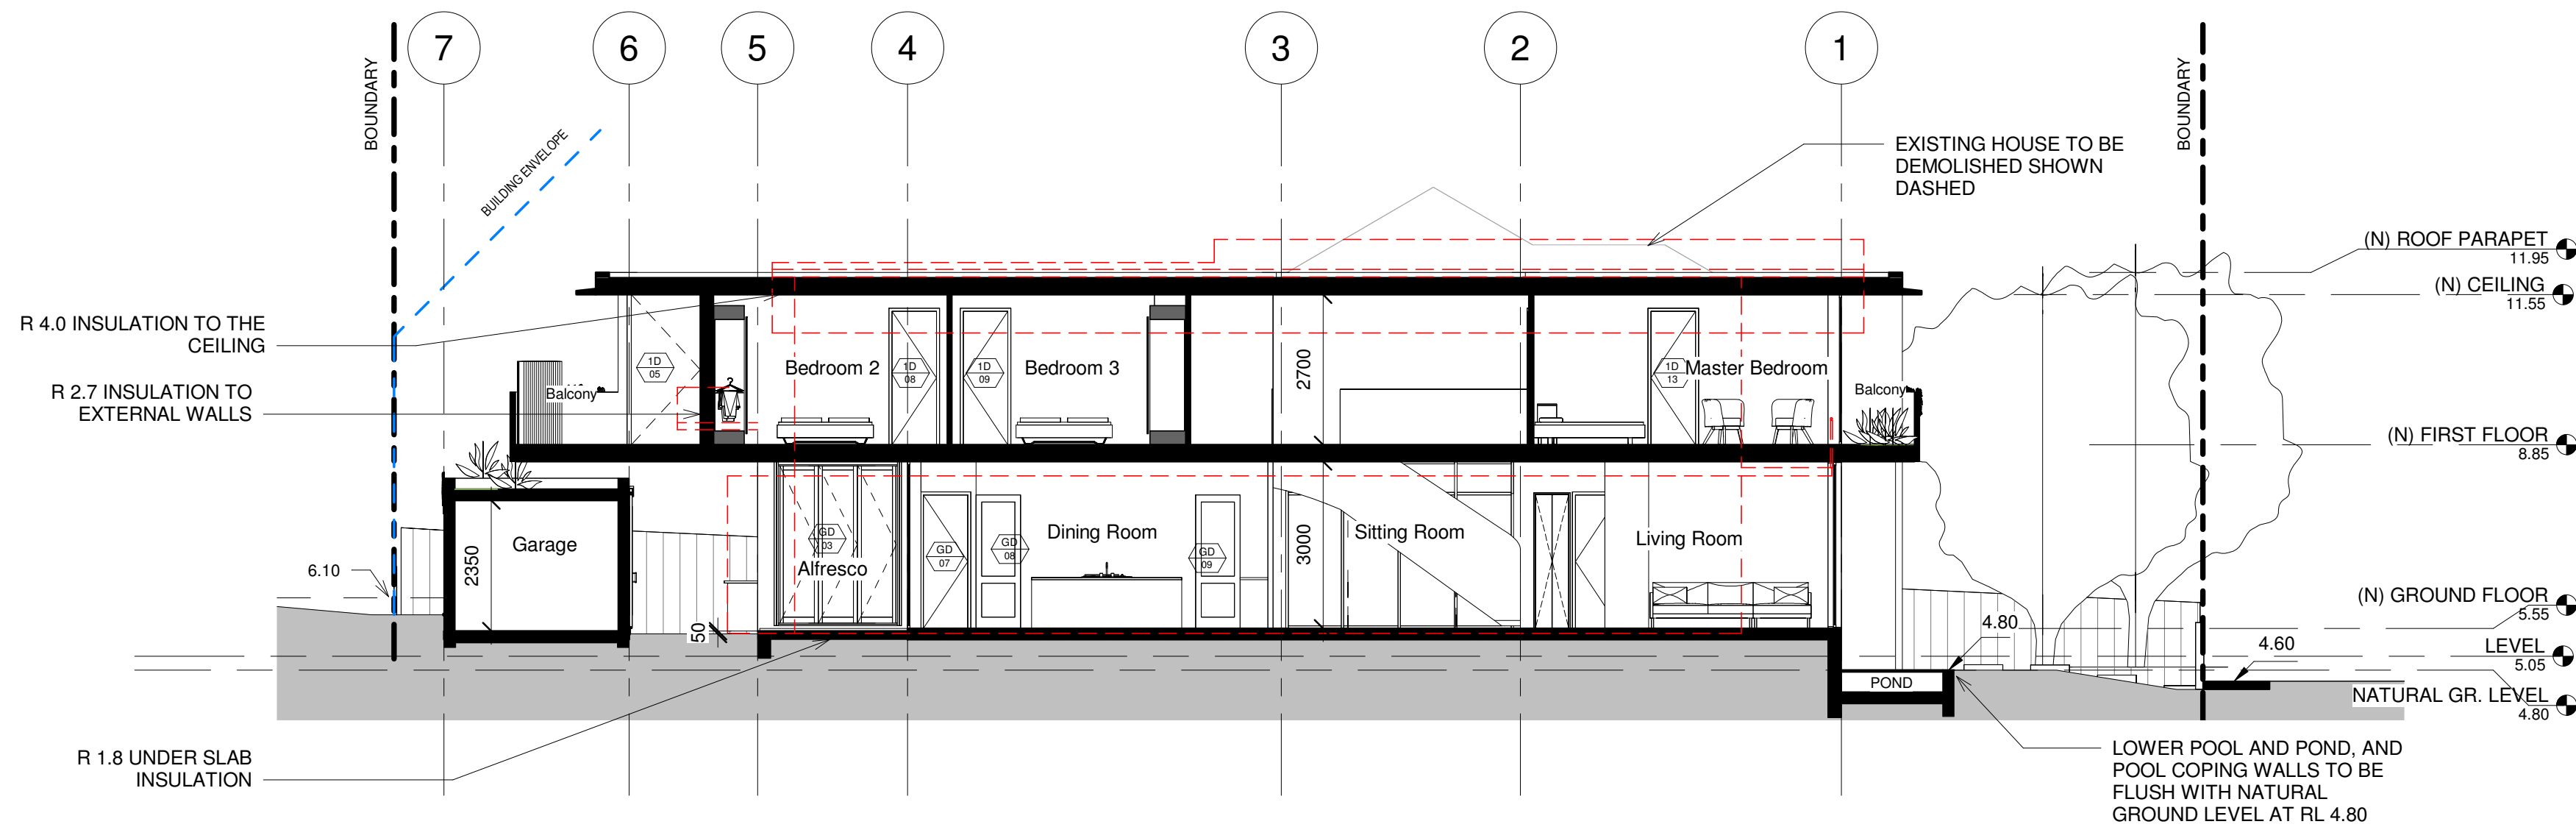 7
6
5
4
3
2
1
BOUNDARY
BOUNDARY
BUILDING ENVELOPE
EXISTING HOUSE TO BE
DEMOLISHED SHOWN
DASHED
(N) ROOF PARAPET
11.95
(N) CEILING
11.55
R 4.0 INSULATION TO THE
CEILING
R 2.7 INSULATION TO
EXTERNAL WALLS
Balcony
1D
05
Bedroom 2
1D
08
1D
09
Bedroom 3
2700
1D
13
Master Bedroom
Balcony
(N) FIRST FLOOR
8.85
6.10
2350
Garage
50
GD
03
Alfresco
GD
07
GD
08
Dining Room
GD
09
3000
Sitting Room
Living Room
(N) GROUND FLOOR
5.55
4.80
4.60
LEVEL
5.05
POND
NATURAL GR. LEVEL
4.80
R 1.8 UNDER SLAB
INSULATION
LOWER POOL AND POND, AND
POOL COPING WALLS TO BE
FLUSH WITH NATURAL
GROUND LEVEL AT RL 4.80